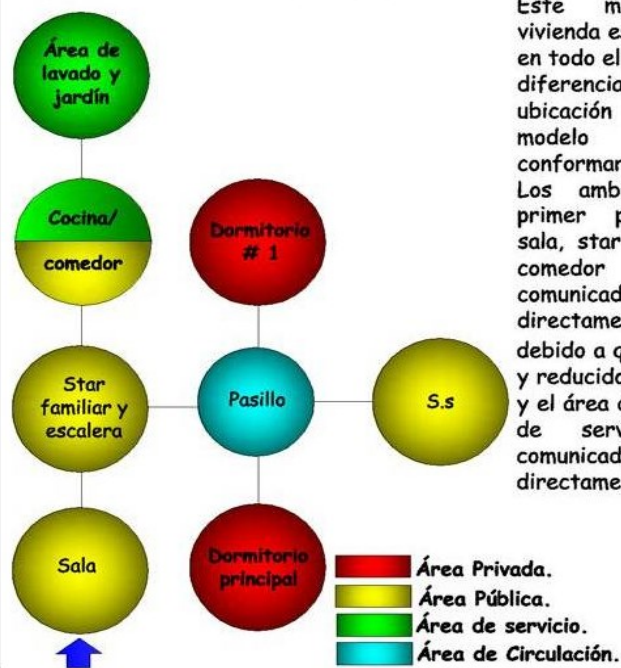 Área de
lavado y
jardín
Cocina/
comedor
Dormitorio
# 1
Star
familiar y
escalera
Pasillo
S.s
Sala
Dormitorio
principal
Este m
vivienda e
en todo el
diferencia
ubicación
modelo
conformar
Los amb
primer p
sala, star
comedor
comunicad
directame
debido a q
y reducido
y el área d
de serv
comunicad
directame
Área Privada.
Área Pública.
Área de servicio.
Área de Circulación.